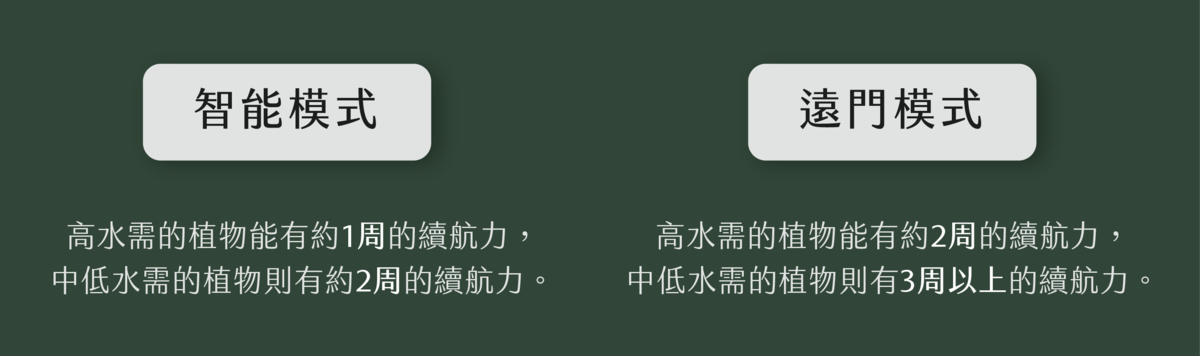 智能模式
高水需的植物能有約1周的續航力，
中低水需的植物則有約2周的續航力。
遠門模式
高水需的植物能有約2周的續航力，
中低水需的植物則有3周以上的續航力。